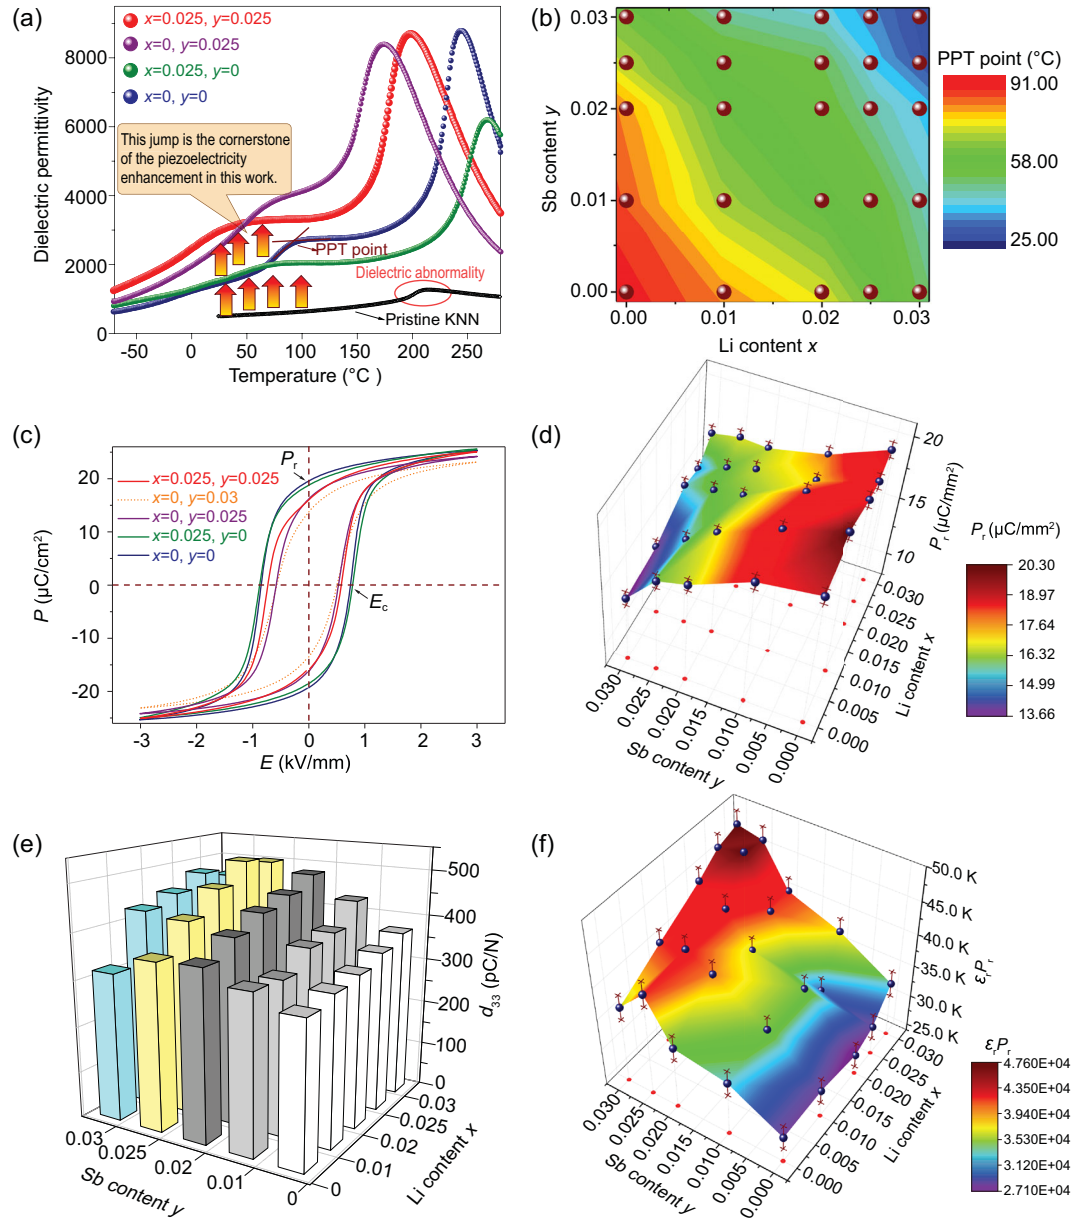 (a)
x=0.025, y=0.025
x=0, y=0.025
x=0.025, y=0
x=0, y=0
This jump is the cornerstone
of the piezoelectricity
enhancement in this work.
PPT point
Dielectric abnormality
Pristine KNN
Dielectric permittivity
8000
6000
4000
2000
0
-50 0 50 100 150 200 250
Temperature (°C )
(b)
Sb content y
0.03
0.02
0.01
0.00
0.00 0.01 0.02 0.03
Li content x
PPT point (°C)
91.00
58.00
25.00
(c)
x=0.025, y=0.025
x=0, y=0.03
x=0, y=0.025
x=0.025, y=0
x=0, y=0
Pr
Ec
P (µC/cm²)
20
10
0
-10
-20
-3 -2 -1 0 1 2 3
E (kV/mm)
(d)
20
15
10
Pr (µC/mm²)
0.030
0.025
0.020
0.015
0.010
0.005
0.000
Li content x
0.030 0.025 0.020 0.015 0.010 0.005 0.000
Sb content y
Pr (µC/mm²)
20.30
18.97
17.64
16.32
14.99
13.66
(e)
500
400
300
200
100
0
d33 (pC/N)
0.03
0.025
0.02
0.01
0
Li content x
0.03 0.025 0.02 0.01 0
Sb content y
(f)
50.0 K
45.0 K
40.0 K
35.0 K
30.0 K
25.0 K
εrPr
0.030
0.025
0.020
0.015
0.010
0.005
0.000
Li content x
0.030 0.025 0.020 0.015 0.010 0.005 0.000
Sb content y
εrPr
4.760E+04
4.350E+04
3.940E+04
3.530E+04
3.120E+04
2.710E+04